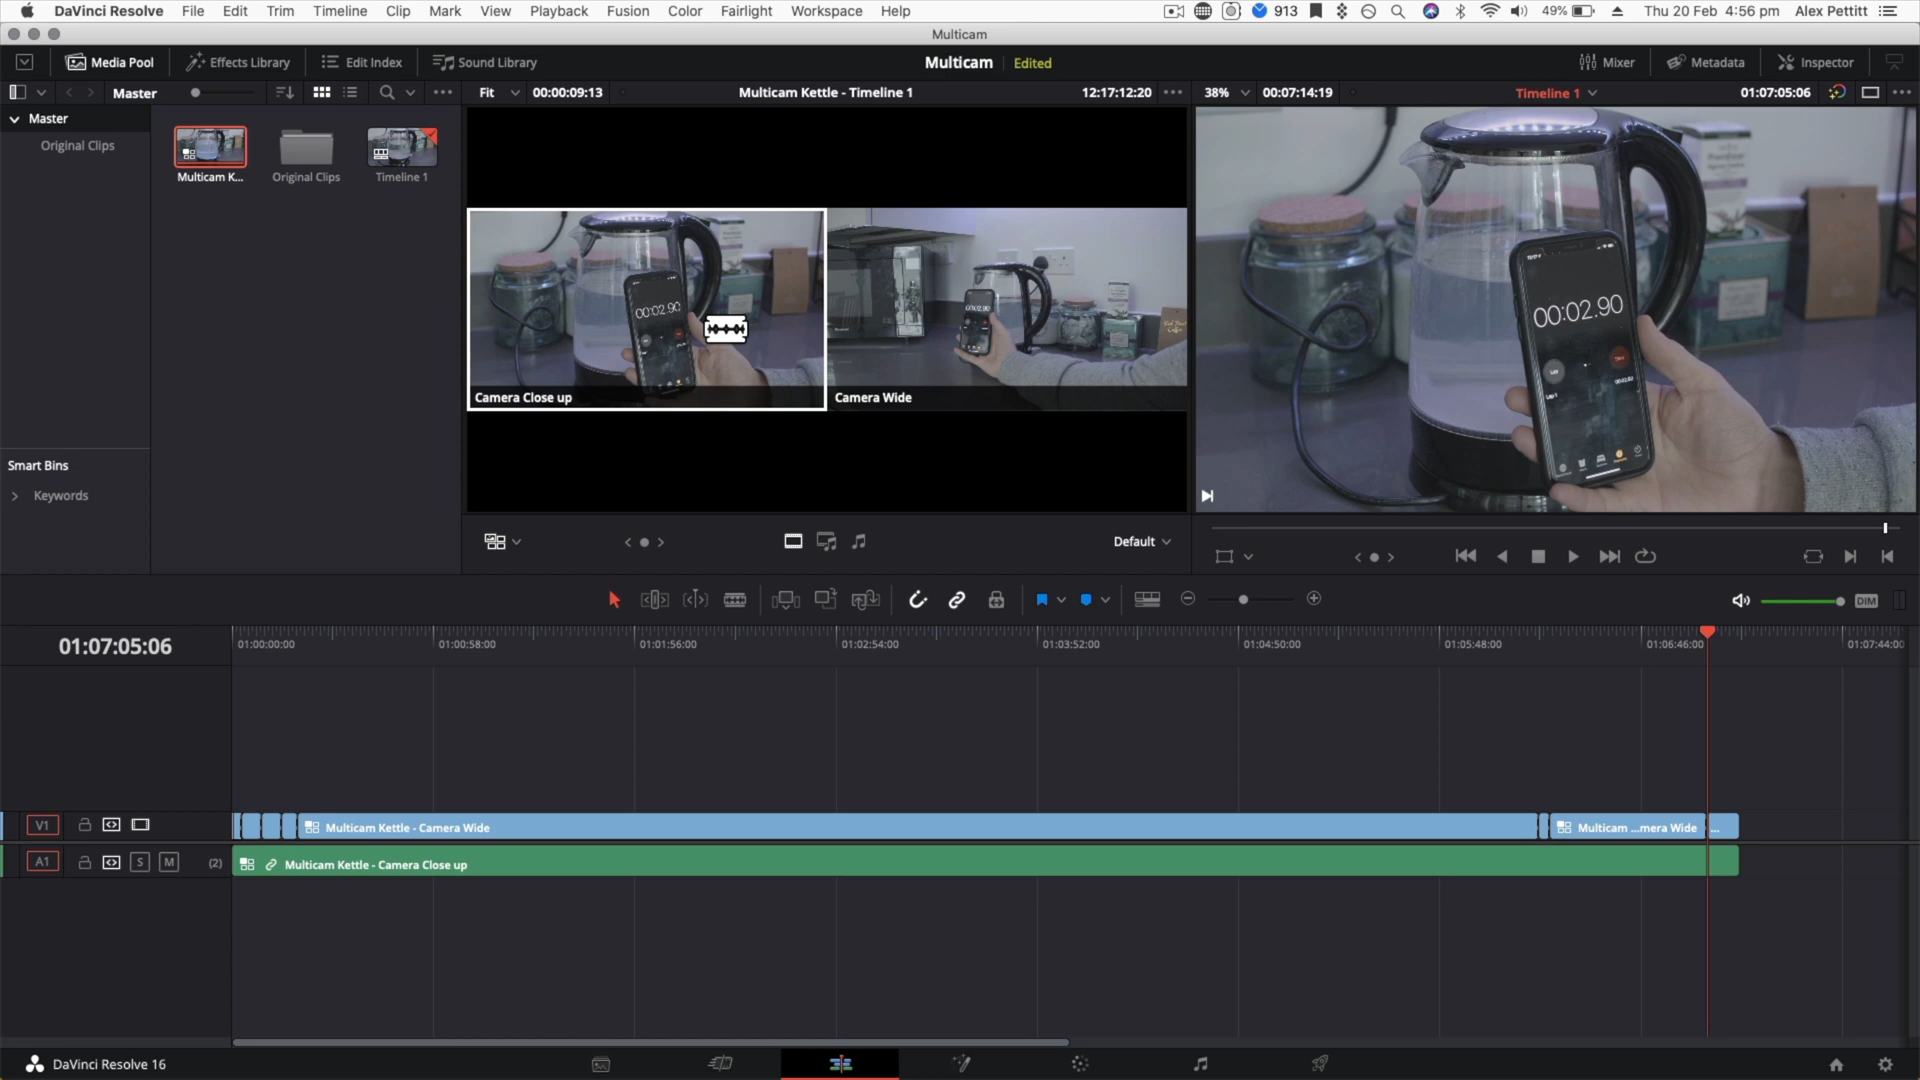 DaVinci Resolve File Edit Trim Timeline Clip Mark View Playback Fusion Color Fairlight Workspace Help 913 49% Thu 20 Feb 4:56 pm Alex Pettitt
Multicam
Media Pool Effects Library Edit Index Sound Library Multicam Edited Mixer Metadata Inspector
Master Fit 00:00:09:13 Multicam Kettle - Timeline 1 12:17:12:20 38% 00:07:14:19 Timeline 1 01:07:05:06
Master
Original Clips
Multicam K... Original Clips Timeline 1
00:02.90
00:02.90
00:02.90
Lap 1
Camera Close up Camera Wide
Smart Bins
Keywords
Default
DIM
01:07:05:06 01:00:00:00 01:00:58:00 01:01:56:00 01:02:54:00 01:03:52:00 01:04:50:00 01:05:48:00 01:06:46:00 01:07:44:00
V1 Multicam Kettle - Camera Wide Multicam ...mera Wide ...
A1 S M (2) Multicam Kettle - Camera Close up
DaVinci Resolve 16